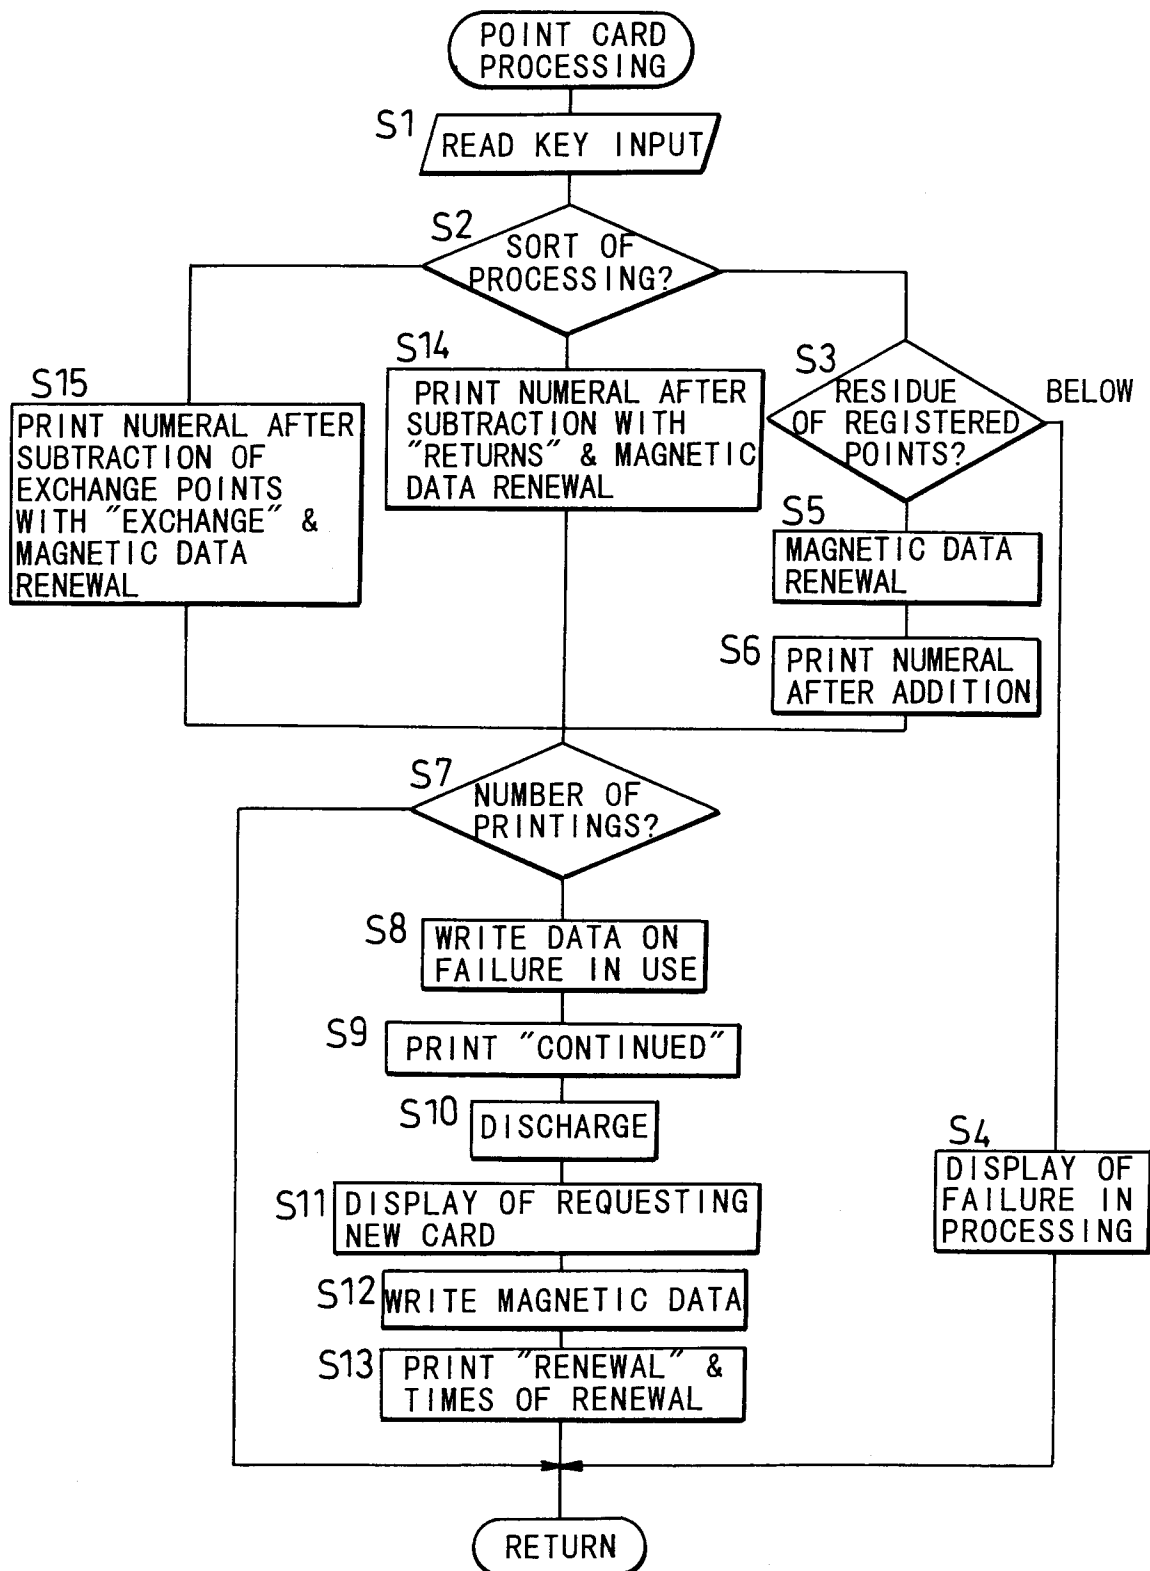 POINT CARD
PROCESSING
S1
READ KEY INPUT
S2
SORT OF
PROCESSING?
S15
PRINT NUMERAL AFTER
SUBTRACTION OF
EXCHANGE POINTS
WITH "EXCHANGE" &
MAGNETIC DATA
RENEWAL
S14
PRINT NUMERAL AFTER
SUBTRACTION WITH
"RETURNS" & MAGNETIC
DATA RENEWAL
S3
RESIDUE
OF REGISTERED
POINTS?
BELOW
S5
MAGNETIC DATA
RENEWAL
S6
PRINT NUMERAL
AFTER ADDITION
S7
NUMBER OF
PRINTINGS?
S8
WRITE DATA ON
FAILURE IN USE
S9
PRINT "CONTINUED"
S10
DISCHARGE
S11
DISPLAY OF REQUESTING
NEW CARD
S12
WRITE MAGNETIC DATA
S13
PRINT "RENEWAL" &
TIMES OF RENEWAL
S4
DISPLAY OF
FAILURE IN
PROCESSING
RETURN